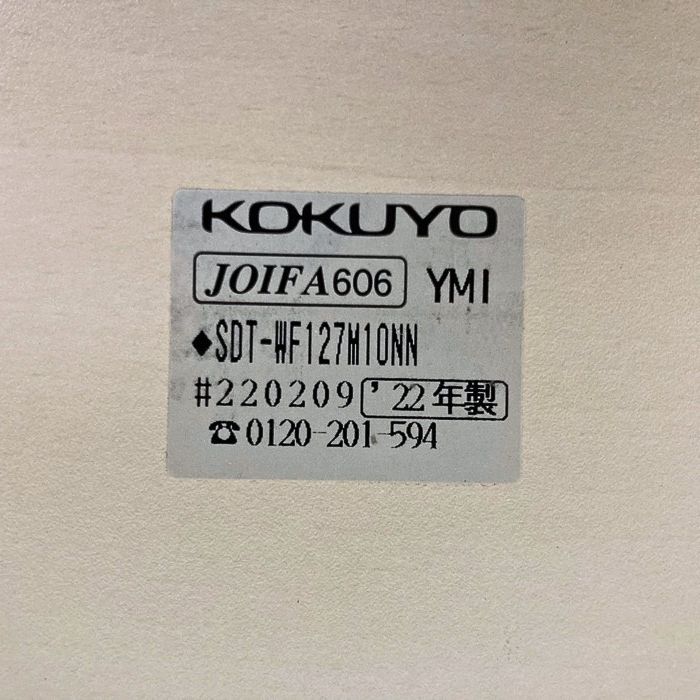 KOKUYO
JOIFA606 YMI
◆SDT-WF127M10NN
#220209 '22年製
☎0120-201-594